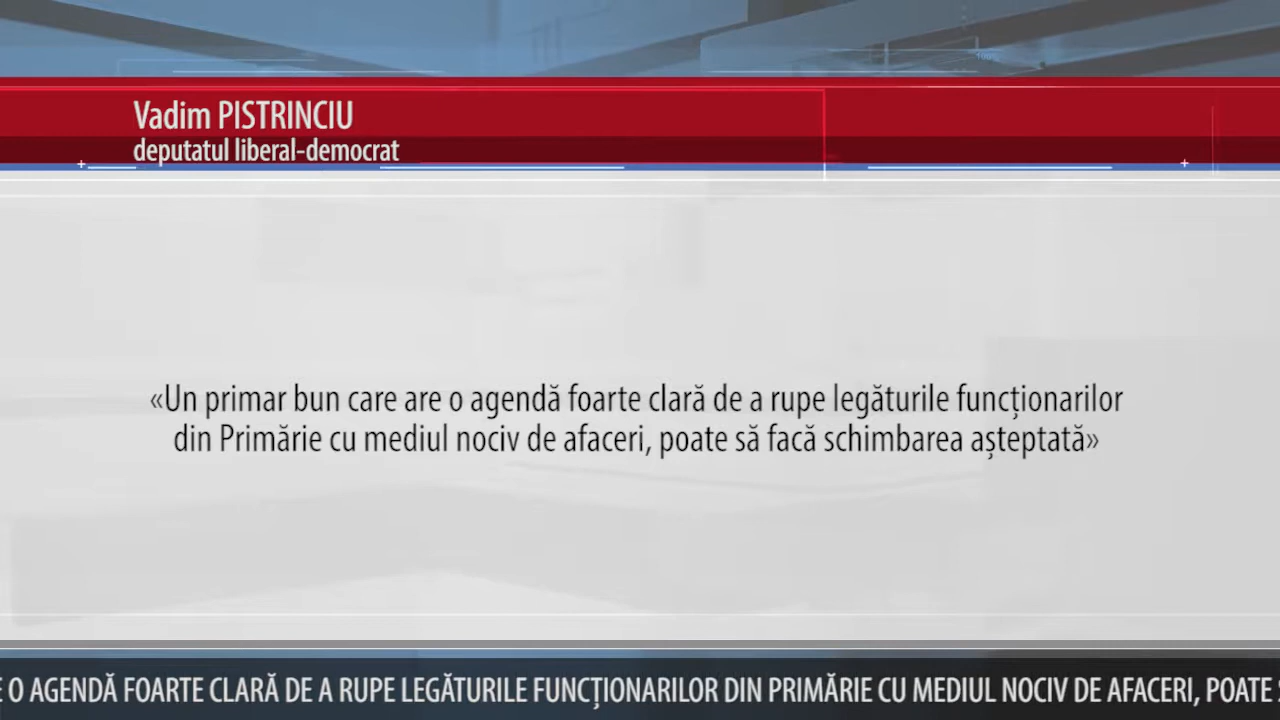 Vadim PISTRINCIU
deputatul liberal-democrat
«Un primar bun care are o agendă foarte clară de a rupe legăturile funcționarilor
din Primărie cu mediul nociv de afaceri, poate să facă schimbarea așteptată»
O AGENDĂ FOARTE CLARĂ DE A RUPE LEGĂTURILE FUNCȚIONARILOR DIN PRIMĂRIE CU MEDIUL NOCIV DE AFACERI, POATE